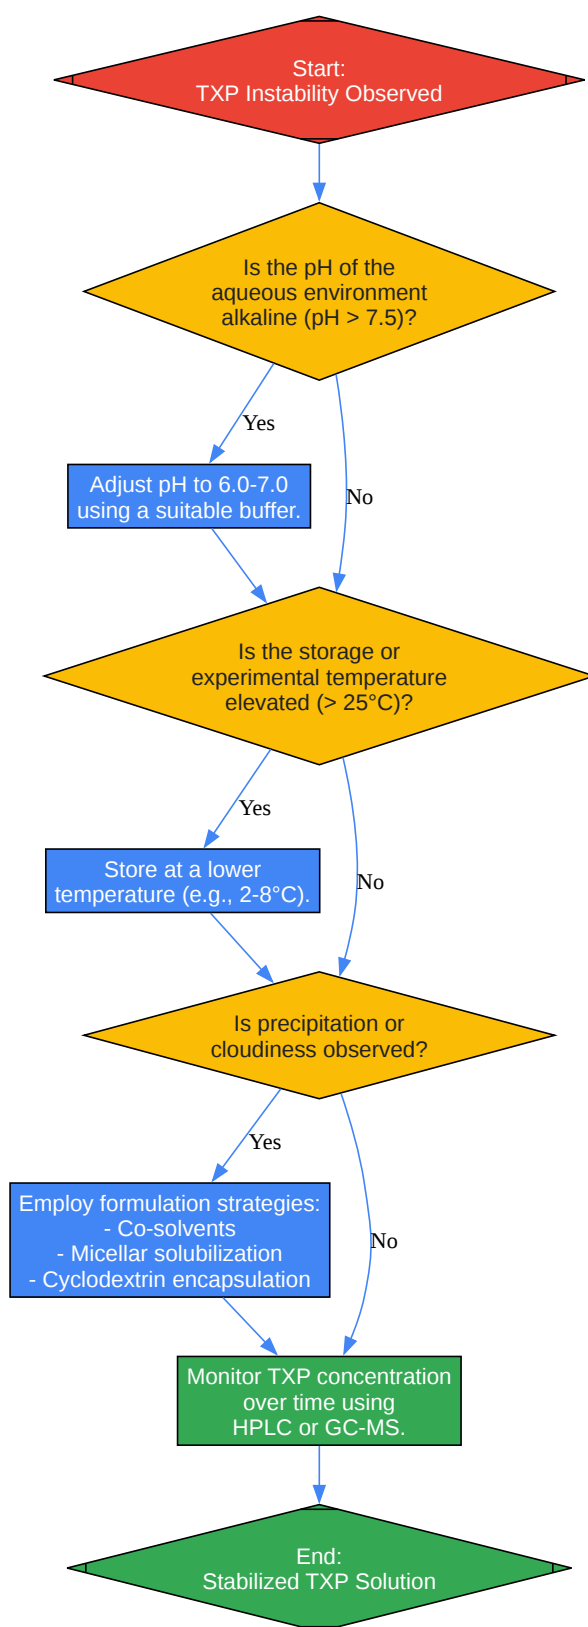 Start:
TXP Instability Observed
Is the pH of the
aqueous environment
alkaline (pH > 7.5)?
Yes
Adjust pH to 6.0-7.0
using a suitable buffer.
No
Is the storage or
experimental temperature
elevated (> 25°C)?
Yes
Store at a lower
temperature (e.g., 2-8°C).
No
Is precipitation or
cloudiness observed?
Yes
Employ formulation strategies:
- Co-solvents
- Micellar solubilization
- Cyclodextrin encapsulation
No
Monitor TXP concentration
over time using
HPLC or GC-MS.
End:
Stabilized TXP Solution